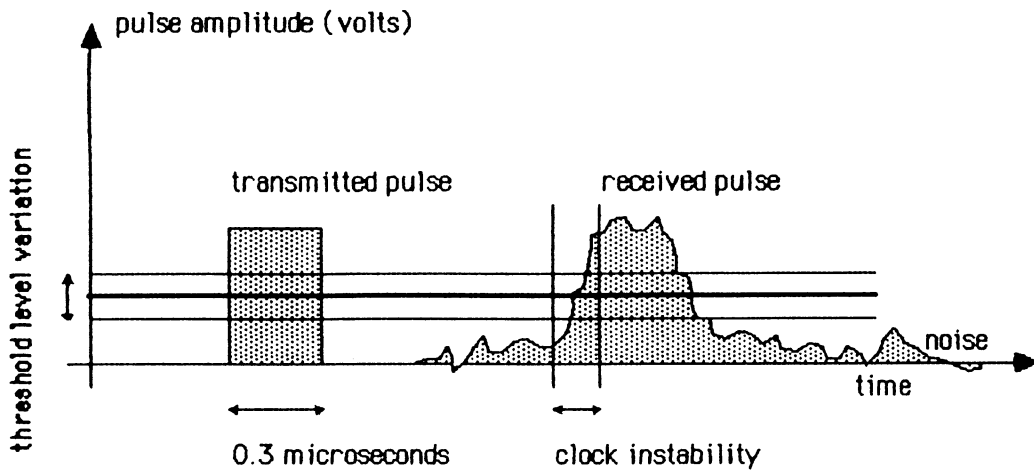 pulse amplitude (volts)
threshold level variation
transmitted pulse
received pulse
noise
time
0.3 microseconds
clock instability